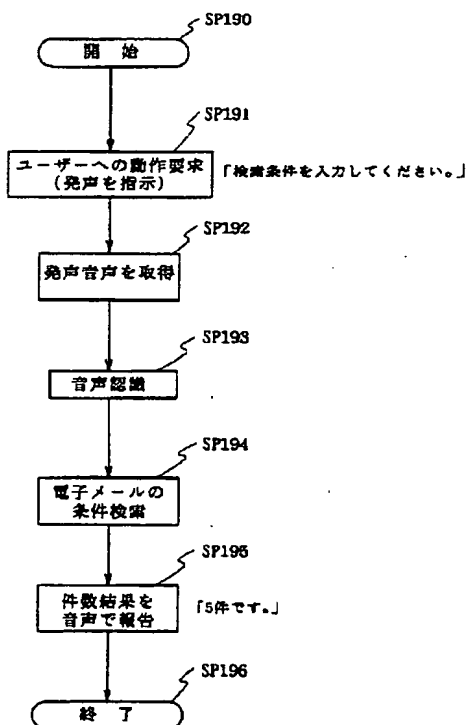 SP190
開 始
SP191
ユーザーへの動作要求
(発声を指示)
「検索条件を入力してください。」
SP192
発声音声を取得
SP193
音声認識
SP194
電子メールの
条件検索
SP195
件数結果を
音声で報告
「5件です。」
SP196
終 了